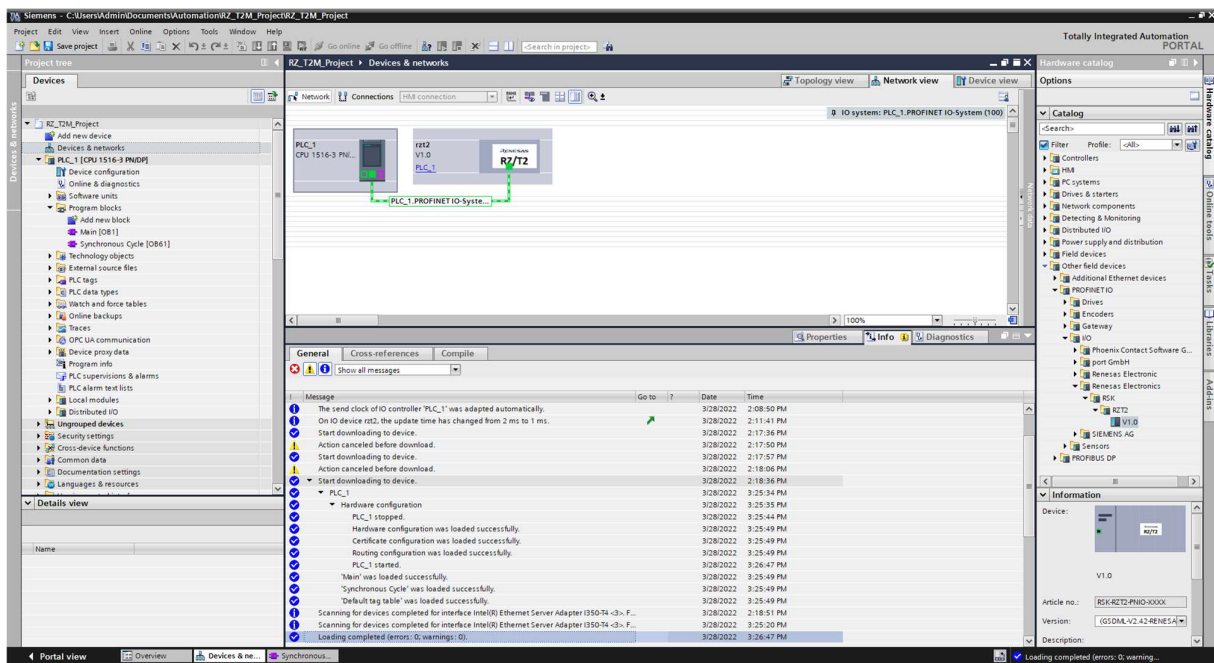 Siemens - C:\Users\Admin\Documents\Automation\RZ_T2M_Project\RZ_T2M_Project
Project Edit View Insert Online Options Tools Window Help
Totally Integrated Automation
PORTAL
Save project
Go online
Go offline
<Search in project>
Project tree
Devices
Devices & networks
RZ_T2M_Project
Add new device
Devices & networks
PLC_1 [CPU 1516-3 PN/DP]
Device configuration
Online & diagnostics
Software units
Program blocks
Add new block
Main [OB1]
Synchronous Cycle [OB61]
Technology objects
External source files
PLC tags
PLC data types
Watch and force tables
Online backups
Traces
OPC UA communication
Device proxy data
Program info
PLC supervisions & alarms
PLC alarm text lists
Local modules
Distributed I/O
Ungrouped devices
Security settings
Cross-device functions
Common data
Documentation settings
Languages & resources
Details view
Name
RZ_T2M_Project Devices & networks
Topology view Network view Device view
Network Connections HMI connection
IO system: PLC_1.PROFINET IO-System (100)
PLC_1
CPU 1516-3 PN/...
rzt2
V1.0
PLC_1
RENESAS
RZ/T2
PLC_1.PROFINET IO-Syste...
Network data
100%
Properties Info Diagnostics
General Cross-references Compile
Show all messages
! Message Go to ? Date Time
The send clock of IO controller 'PLC_1' was adapted automatically. 3/28/2022 2:08:50 PM
On IO device rzt2, the update time has changed from 2 ms to 1 ms. 3/28/2022 2:11:41 PM
Start downloading to device. 3/28/2022 2:17:36 PM
Action canceled before download. 3/28/2022 2:17:50 PM
Start downloading to device. 3/28/2022 2:17:57 PM
Action canceled before download. 3/28/2022 2:18:06 PM
Start downloading to device. 3/28/2022 2:18:36 PM
PLC_1 3/28/2022 3:25:34 PM
Hardware configuration 3/28/2022 3:25:35 PM
PLC_1 stopped. 3/28/2022 3:25:44 PM
Hardware configuration was loaded successfully. 3/28/2022 3:25:49 PM
Certificate configuration was loaded successfully. 3/28/2022 3:25:49 PM
Routing configuration was loaded successfully. 3/28/2022 3:25:49 PM
PLC_1 started. 3/28/2022 3:26:47 PM
'Main' was loaded successfully. 3/28/2022 3:25:49 PM
'Synchronous Cycle' was loaded successfully. 3/28/2022 3:25:49 PM
'Default tag table' was loaded successfully. 3/28/2022 3:25:49 PM
Scanning for devices completed for interface Intel(R) Ethernet Server Adapter I350-T4 <3>. F... 3/28/2022 2:18:51 PM
Scanning for devices completed for interface Intel(R) Ethernet Server Adapter I350-T4 <3>. F... 3/28/2022 3:25:20 PM
Loading completed (errors: 0; warnings: 0). 3/28/2022 3:26:47 PM
Hardware catalog
Options
Catalog
<Search>
Filter Profile: <All>
Controllers
HMI
PC systems
Drives & starters
Network components
Detecting & Monitoring
Distributed I/O
Power supply and distribution
Field devices
Other field devices
Additional Ethernet devices
PROFINET IO
Drives
Encoders
Gateway
I/O
Phoenix Contact Software G...
port GmbH
Renesas Electronic
Renesas Electronics
RSK
RZT2
V1.0
SIEMENS AG
Sensors
PROFIBUS DP
Information
Device:
RZ/T2
V1.0
Article no.: RSK-RZT2-PNIO-XXXX
Version: (GSDML-V2.42-RENESA
Description:
Hardware catalog
Online tools
Tasks
Libraries
Add-ins
Portal view
Overview
Devices & ne...
Synchronous...
Loading completed (errors: 0; warning...